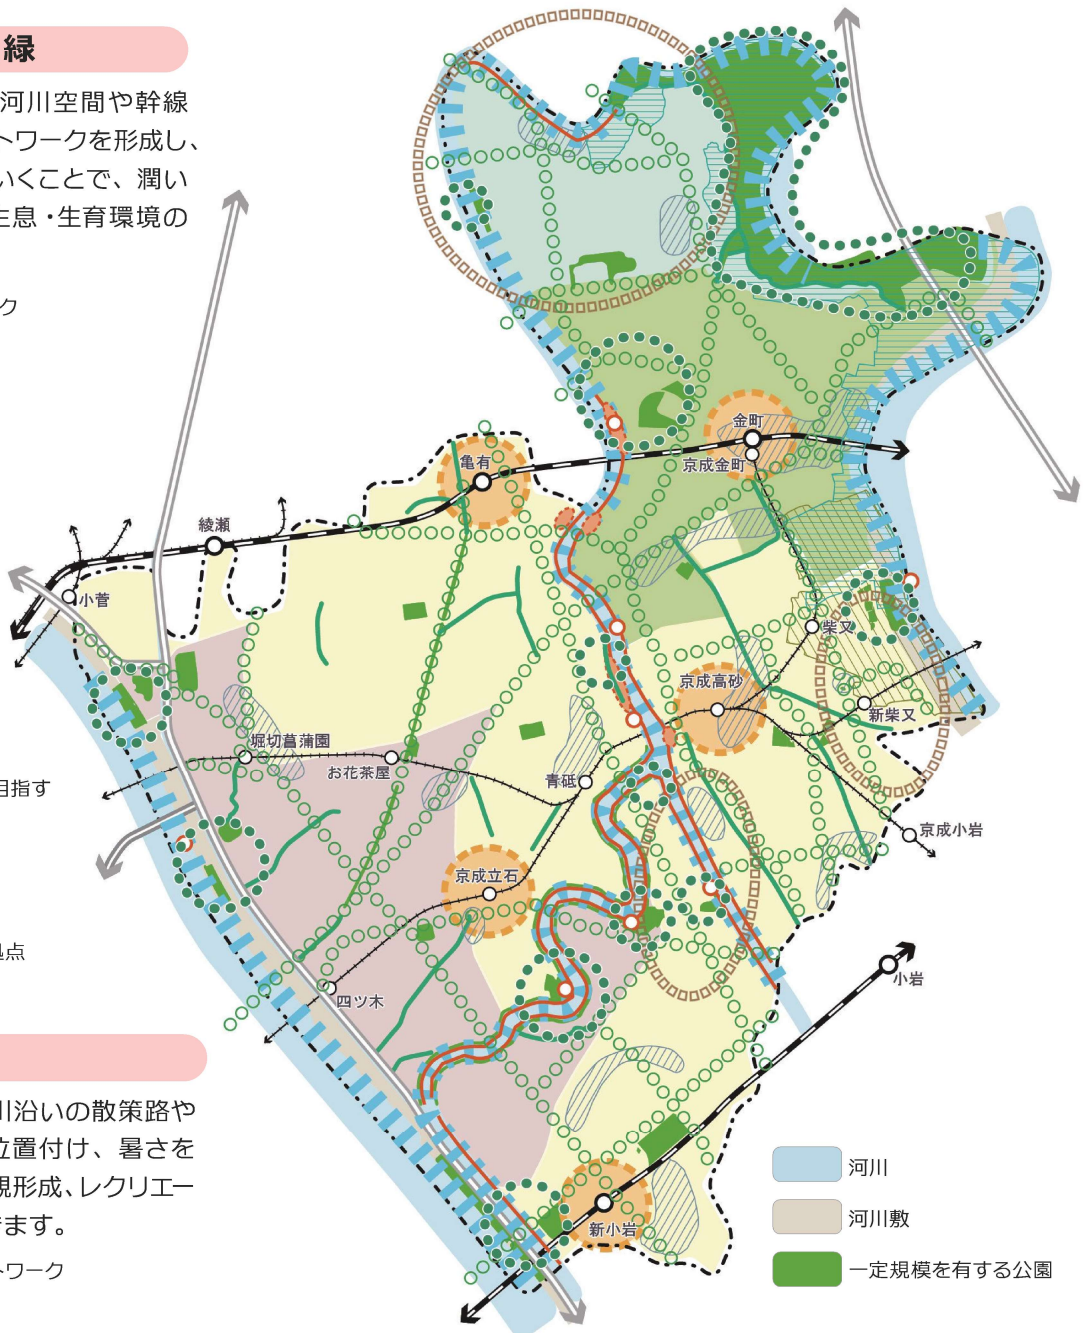 緑
河川空間や幹線
トワークを形成し、
いくことで、潤い
生息・生育環境の
ク
金町
京成金町
亀有
綾瀬
小菅
柴又
京成高砂
新柴又
堀切菖蒲園
お花茶屋
青砥
目指す
京成小岩
京成立石
拠点
小岩
四ツ木
川沿いの散策路や
位置付け、暑さを
観形成、レクリエー
きます。
トワーク
新小岩
河川
河川敷
一定規模を有する公園